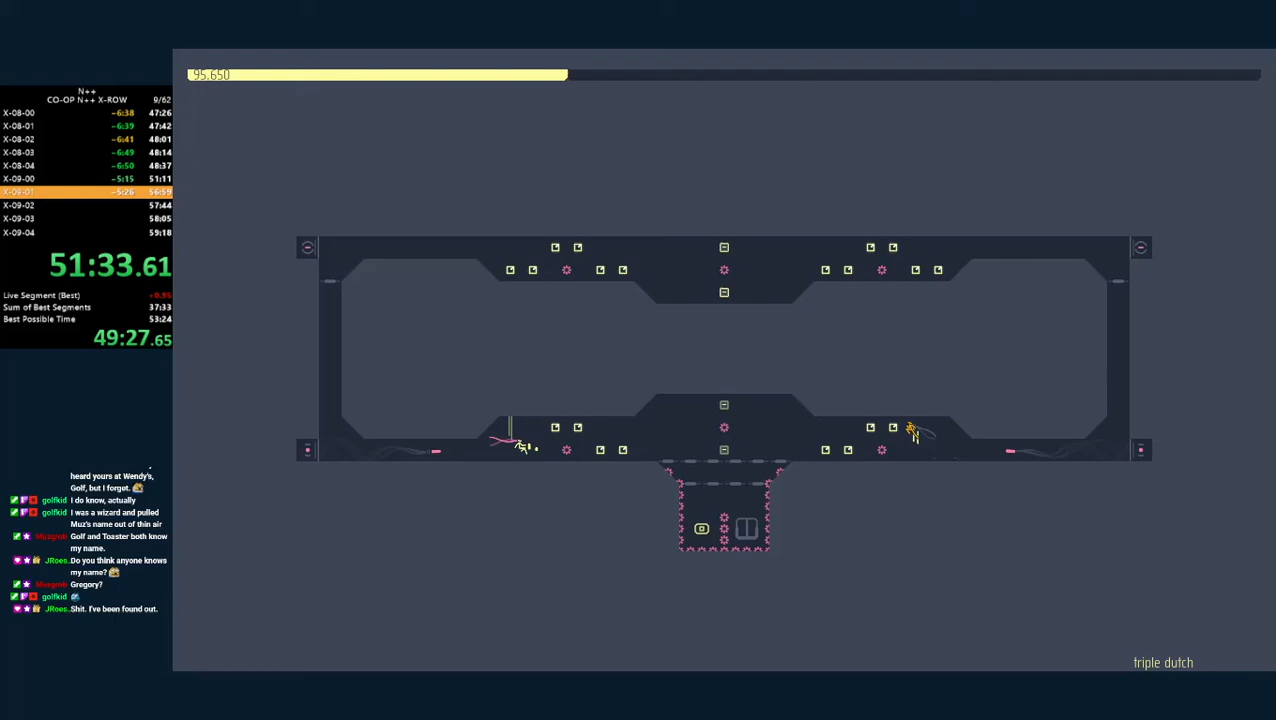 95.650
N++
CO-OP N++ X-ROW 9/62
X-08-00 -6:38 47:26
X-08-01 -6:39 47:42
X-08-02 -6:41 48:01
X-08-03 -6:49 48:14
X-08-04 -6:50 48:37
X-09-00 -5:15 51:11
X-09-01 -5:26 56:59
X-09-02 57:44
X-09-03 58:05
X-09-04 59:18
51:33.61
Live Segment (Best) +0.95
Sum of Best Segments 37:33
Best Possible Time 53:24
49:27.65
heard yours at Wendy's,
Golf, but I forget.
golfkid I do know, actually
golfkid I was a wizard and pulled
Muz's name out of thin air
Muzgrob Golf and Toaster both know
my name.
JRoes.. Do you think anyone knows
my name?
Muzgrob Gregory?
golfkid
JRoes.. Shit. I've been found out.
triple dutch